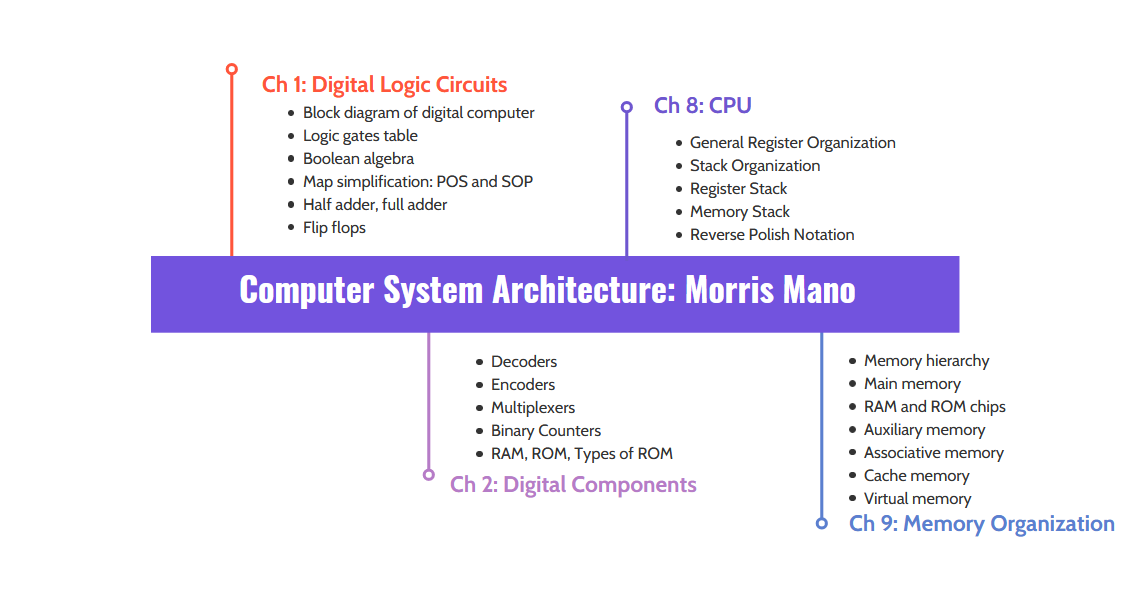 Ch 1: Digital Logic Circuits
Block diagram of digital computer
Logic gates table
Boolean algebra
Map simplification: POS and SOP
Half adder, full adder
Flip flops
Ch 8: CPU
General Register Organization
Stack Organization
Register Stack
Memory Stack
Reverse Polish Notation
Computer System Architecture: Morris Mano
Decoders
Encoders
Multiplexers
Binary Counters
RAM, ROM, Types of ROM
Ch 2: Digital Components
Memory hierarchy
Main memory
RAM and ROM chips
Auxiliary memory
Associative memory
Cache memory
Virtual memory
Ch 9: Memory Organization